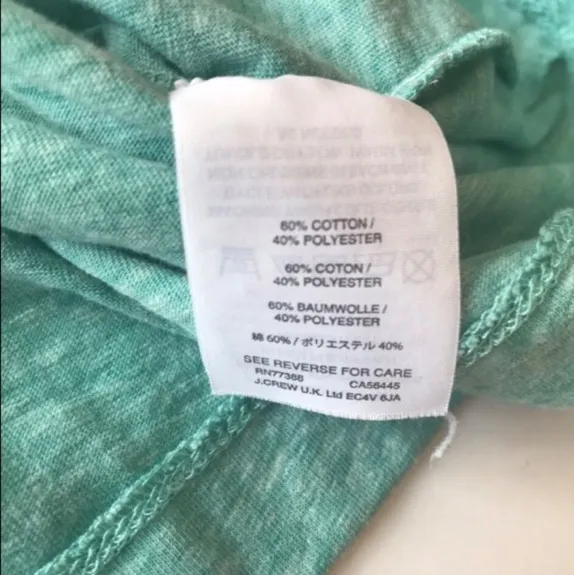 60% COTTON /
40% POLYESTER
60% COTON /
40% POLYESTER
60% BAUMWOLLE /
40% POLYESTER
綿 60% / ポリエステル 40%
SEE REVERSE FOR CARE
RN77388 CA56445
J.CREW U.K. Ltd EC4V 6JA